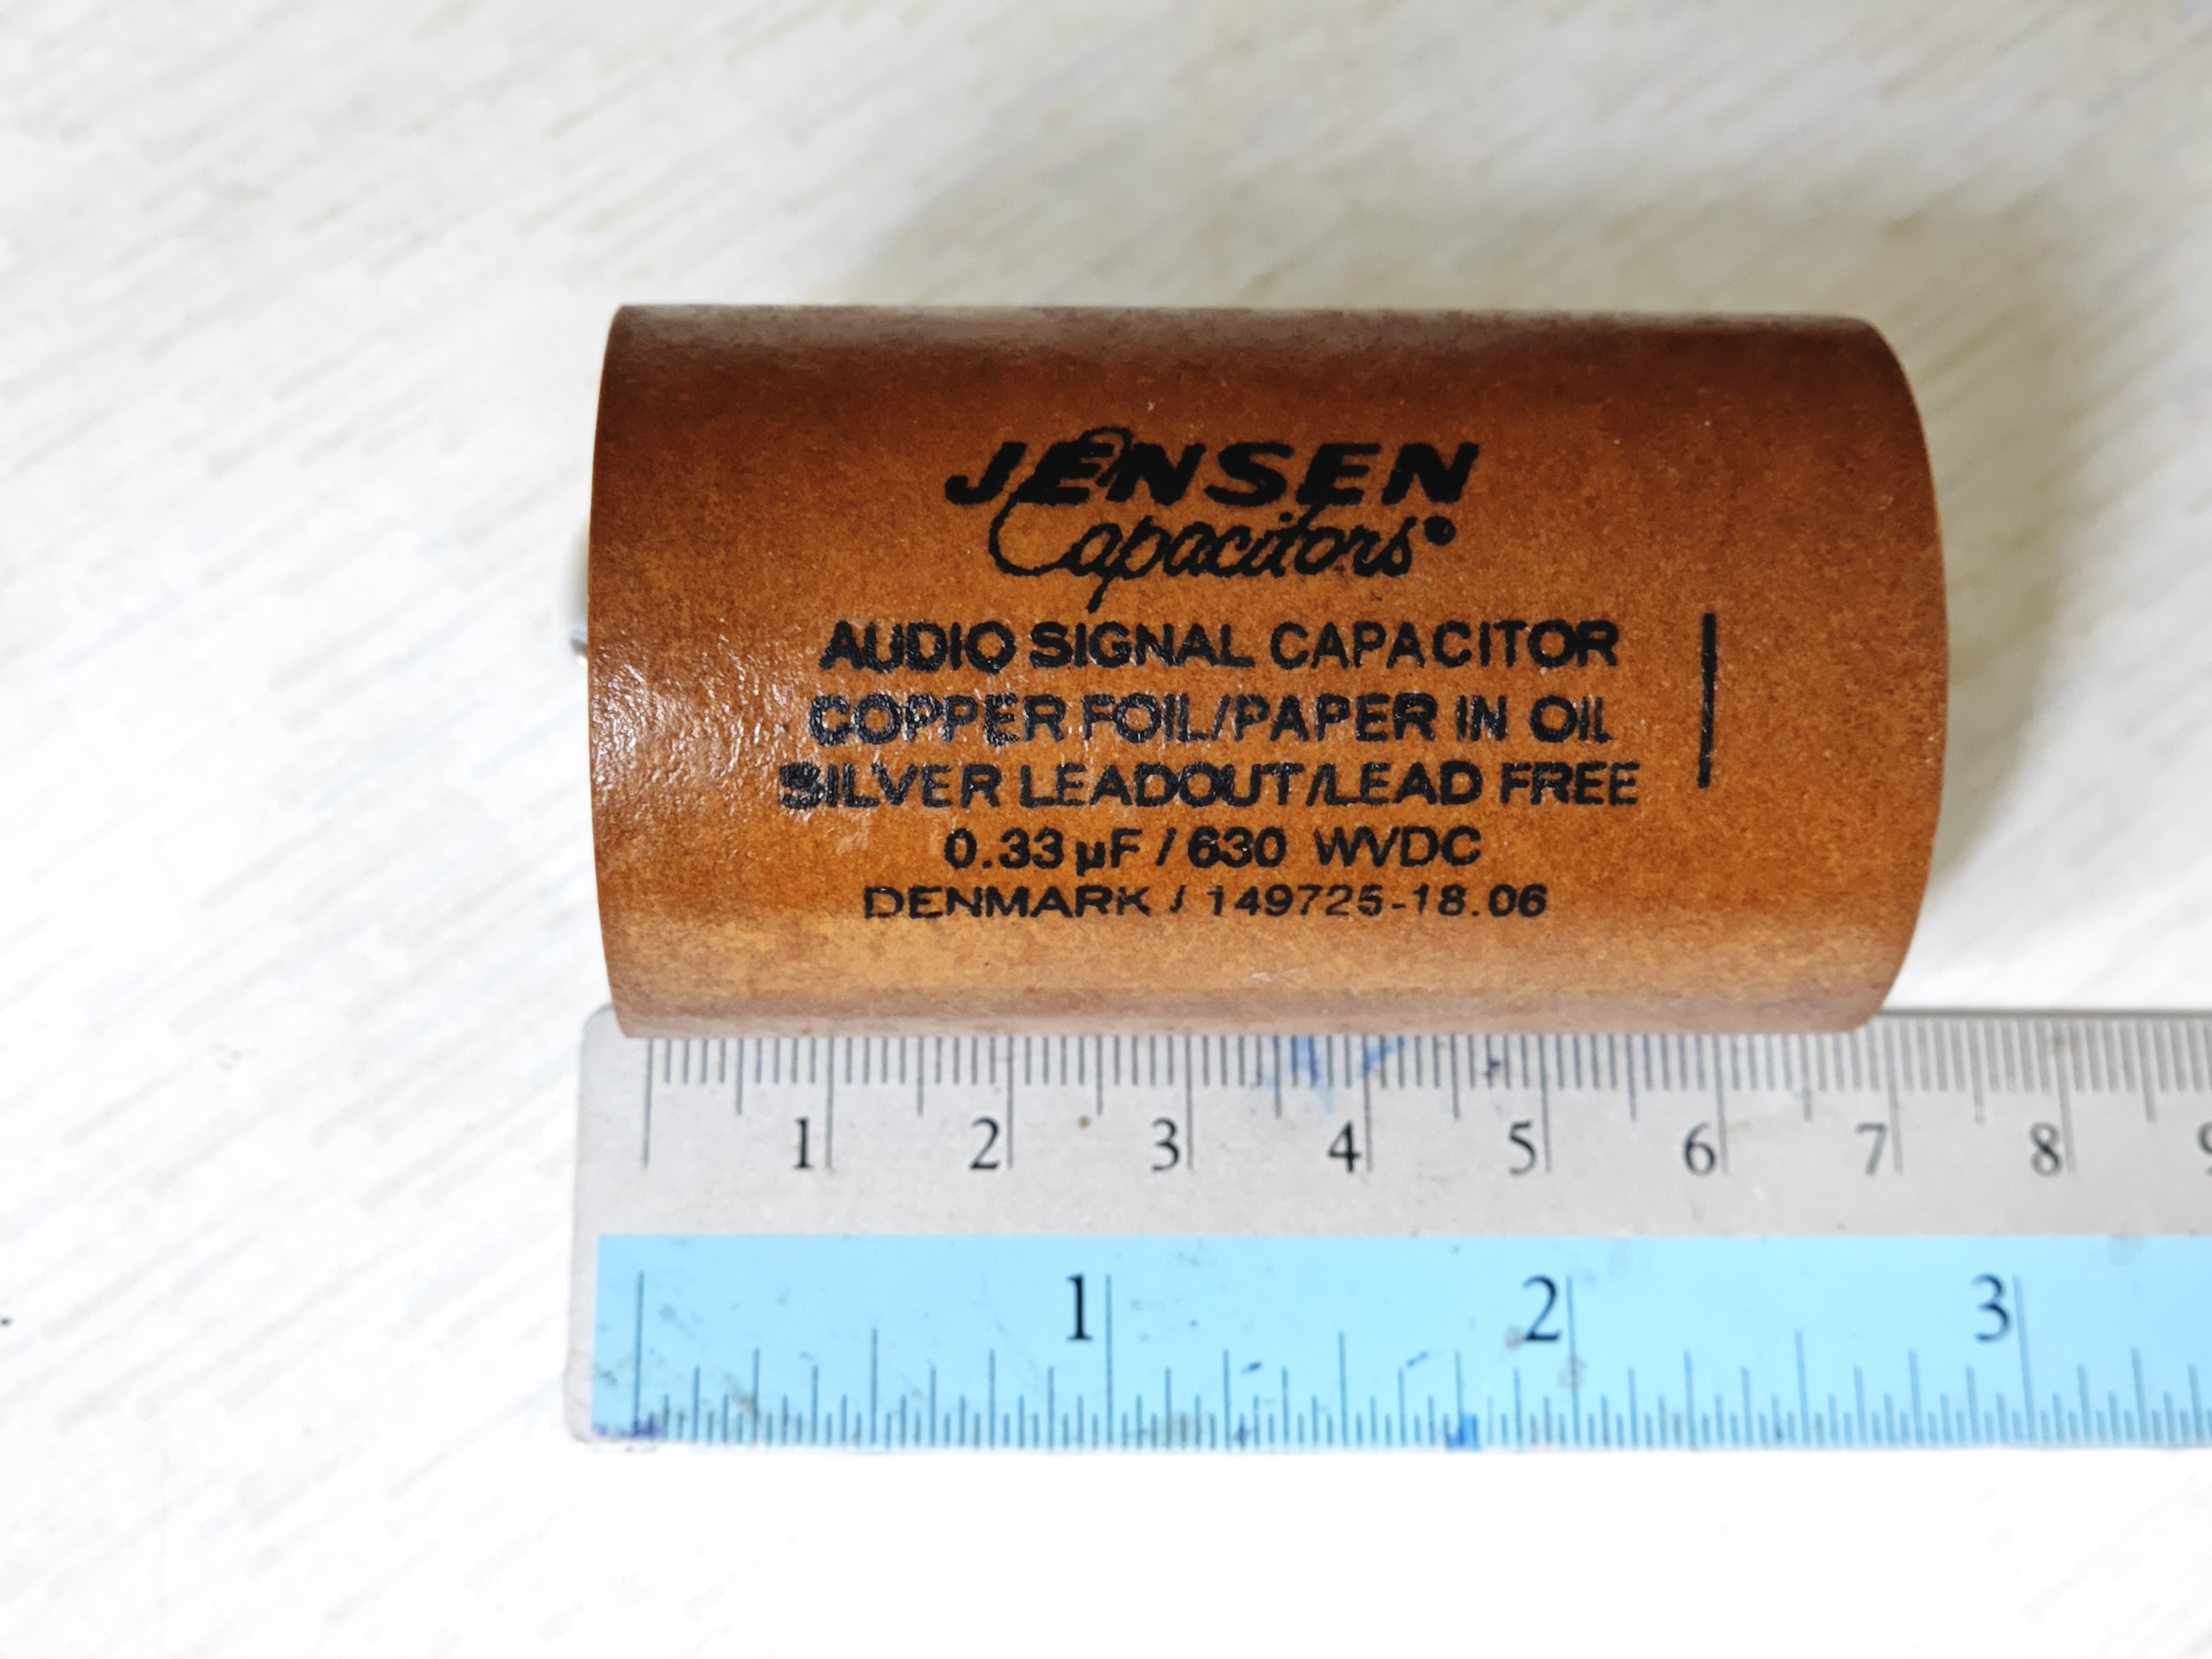 JENSEN
Capacitors®
AUDIO SIGNAL CAPACITOR
COPPER FOIL/PAPER IN OIL
SILVER LEADOUT/LEAD FREE
0.33 µF / 630 WVDC
DENMARK / 149725-18.06
1 2 3 4 5 6 7 8 9
1 2 3